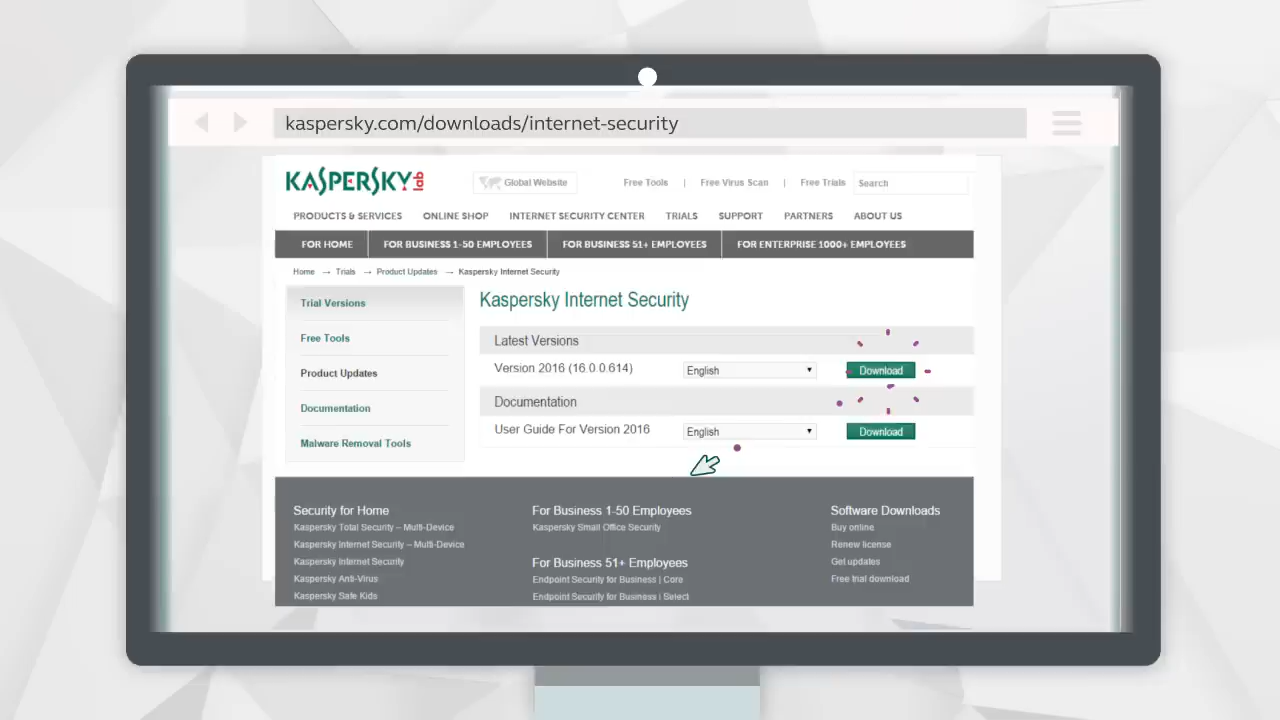 kaspersky.com/downloads/internet-security
KASPERSKY lab
Global Website
Free Tools | Free Virus Scan | Free Trials
Search
PRODUCTS & SERVICES ONLINE SHOP INTERNET SECURITY CENTER TRIALS SUPPORT PARTNERS ABOUT US
FOR HOME FOR BUSINESS 1-50 EMPLOYEES FOR BUSINESS 51+ EMPLOYEES FOR ENTERPRISE 1000+ EMPLOYEES
Home → Trials → Product Updates → Kaspersky Internet Security
Trial Versions
Free Tools
Product Updates
Documentation
Malware Removal Tools
Kaspersky Internet Security
Latest Versions
Version 2016 (16.0.0.614) English Download
Documentation
User Guide For Version 2016 English Download
Security for Home
Kaspersky Total Security – Multi-Device
Kaspersky Internet Security – Multi-Device
Kaspersky Internet Security
Kaspersky Anti-Virus
Kaspersky Safe Kids
For Business 1-50 Employees
Kaspersky Small Office Security
For Business 51+ Employees
Endpoint Security for Business | Core
Endpoint Security for Business | Select
Software Downloads
Buy online
Renew license
Get updates
Free trial download